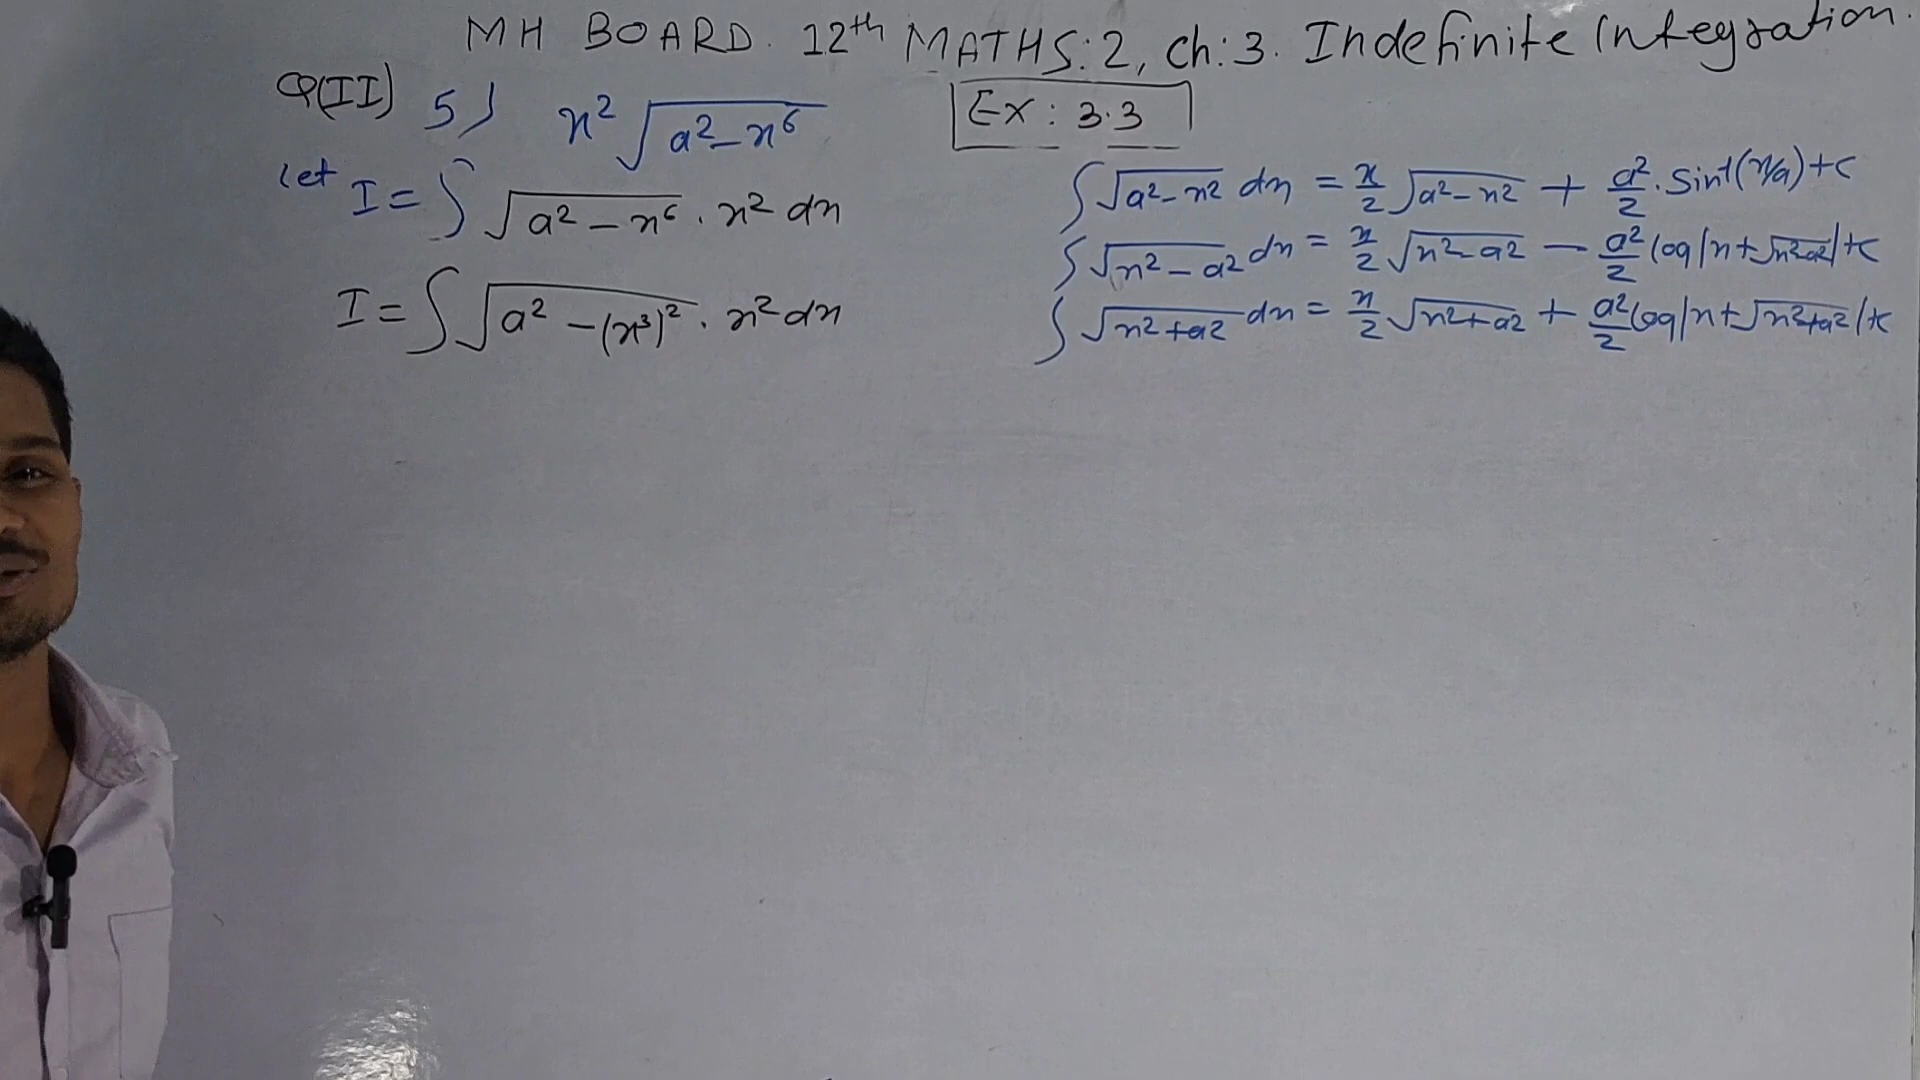 MH BOARD. 12th MATHS:2, Ch:3. Indefinite Integration.
Q(II) 5) x² √(a²-x⁶)
Ex: 3.3
Let I = ∫ √(a²-x⁶) . x² dx
I = ∫ √(a²-(x³)²) . x² dx
∫ √(a²-x²) dx = x/2 √(a²-x²) + a²/2 . sin⁻¹(x/a)+c
∫ √(x²-a²) dx = x/2 √(x²-a²) - a²/2 log|x+√(x²-a²)|+c
∫ √(x²+a²) dx = x/2 √(x²+a²) + a²/2 log|x+√(x²+a²)|+c